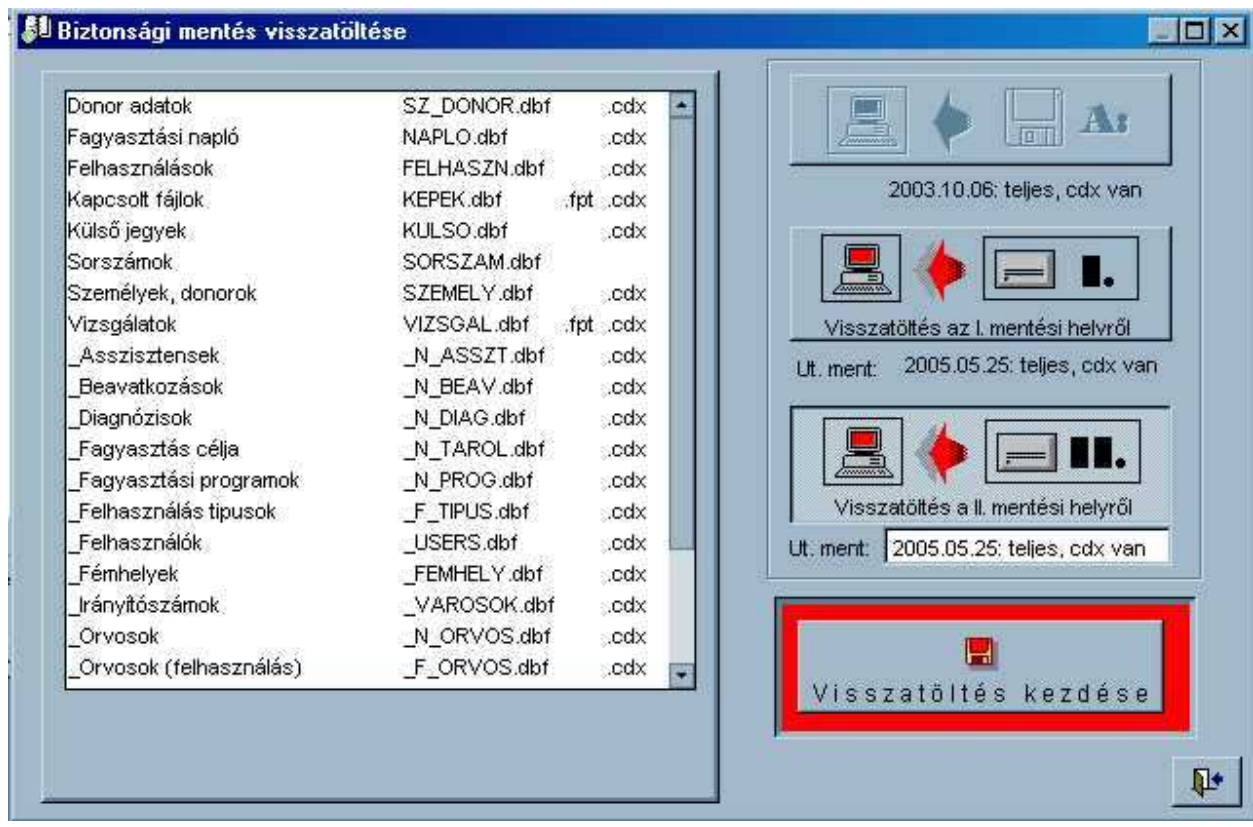 Biztonsági mentés visszatöltése
Donor adatok SZ_DONOR.dbf .cdx
Fagyasztási napló NAPLO.dbf .cdx
Felhasználások FELHASZN.dbf .cdx
Kapcsolt fájlok KEPEK.dbf .fpt .cdx
Külső jegyek KULSO.dbf .cdx
Sorszámok SORSZAM.dbf
Személyek, donorok SZEMELY.dbf .cdx
Vizsgálatok VIZSGAL.dbf .fpt .cdx
_Asszisztensek _N_ASSZT.dbf .cdx
_Beavatkozások _N_BEAV.dbf .cdx
_Diagnózisok _N_DIAG.dbf .cdx
_Fagyasztás célja _N_TAROL.dbf .cdx
_Fagyasztási programok _N_PROG.dbf .cdx
_Felhasználás tipusok _F_TIPUS.dbf .cdx
_Felhasználók _USERS.dbf .cdx
_Fémhelyek _FEMHELY.dbf .cdx
_Irányítószámok _VAROSOK.dbf .cdx
_Orvosok _N_ORVOS.dbf .cdx
_Orvosok (felhasználás) _F_ORVOS.dbf .cdx
A:
2003.10.06: teljes, cdx van
I.
Visszatöltés az I. mentési helyről
Ut. ment: 2005.05.25: teljes, cdx van
II.
Visszatöltés a II. mentési helyről
Ut. ment: 2005.05.25: teljes, cdx van
Visszatöltés kezdése